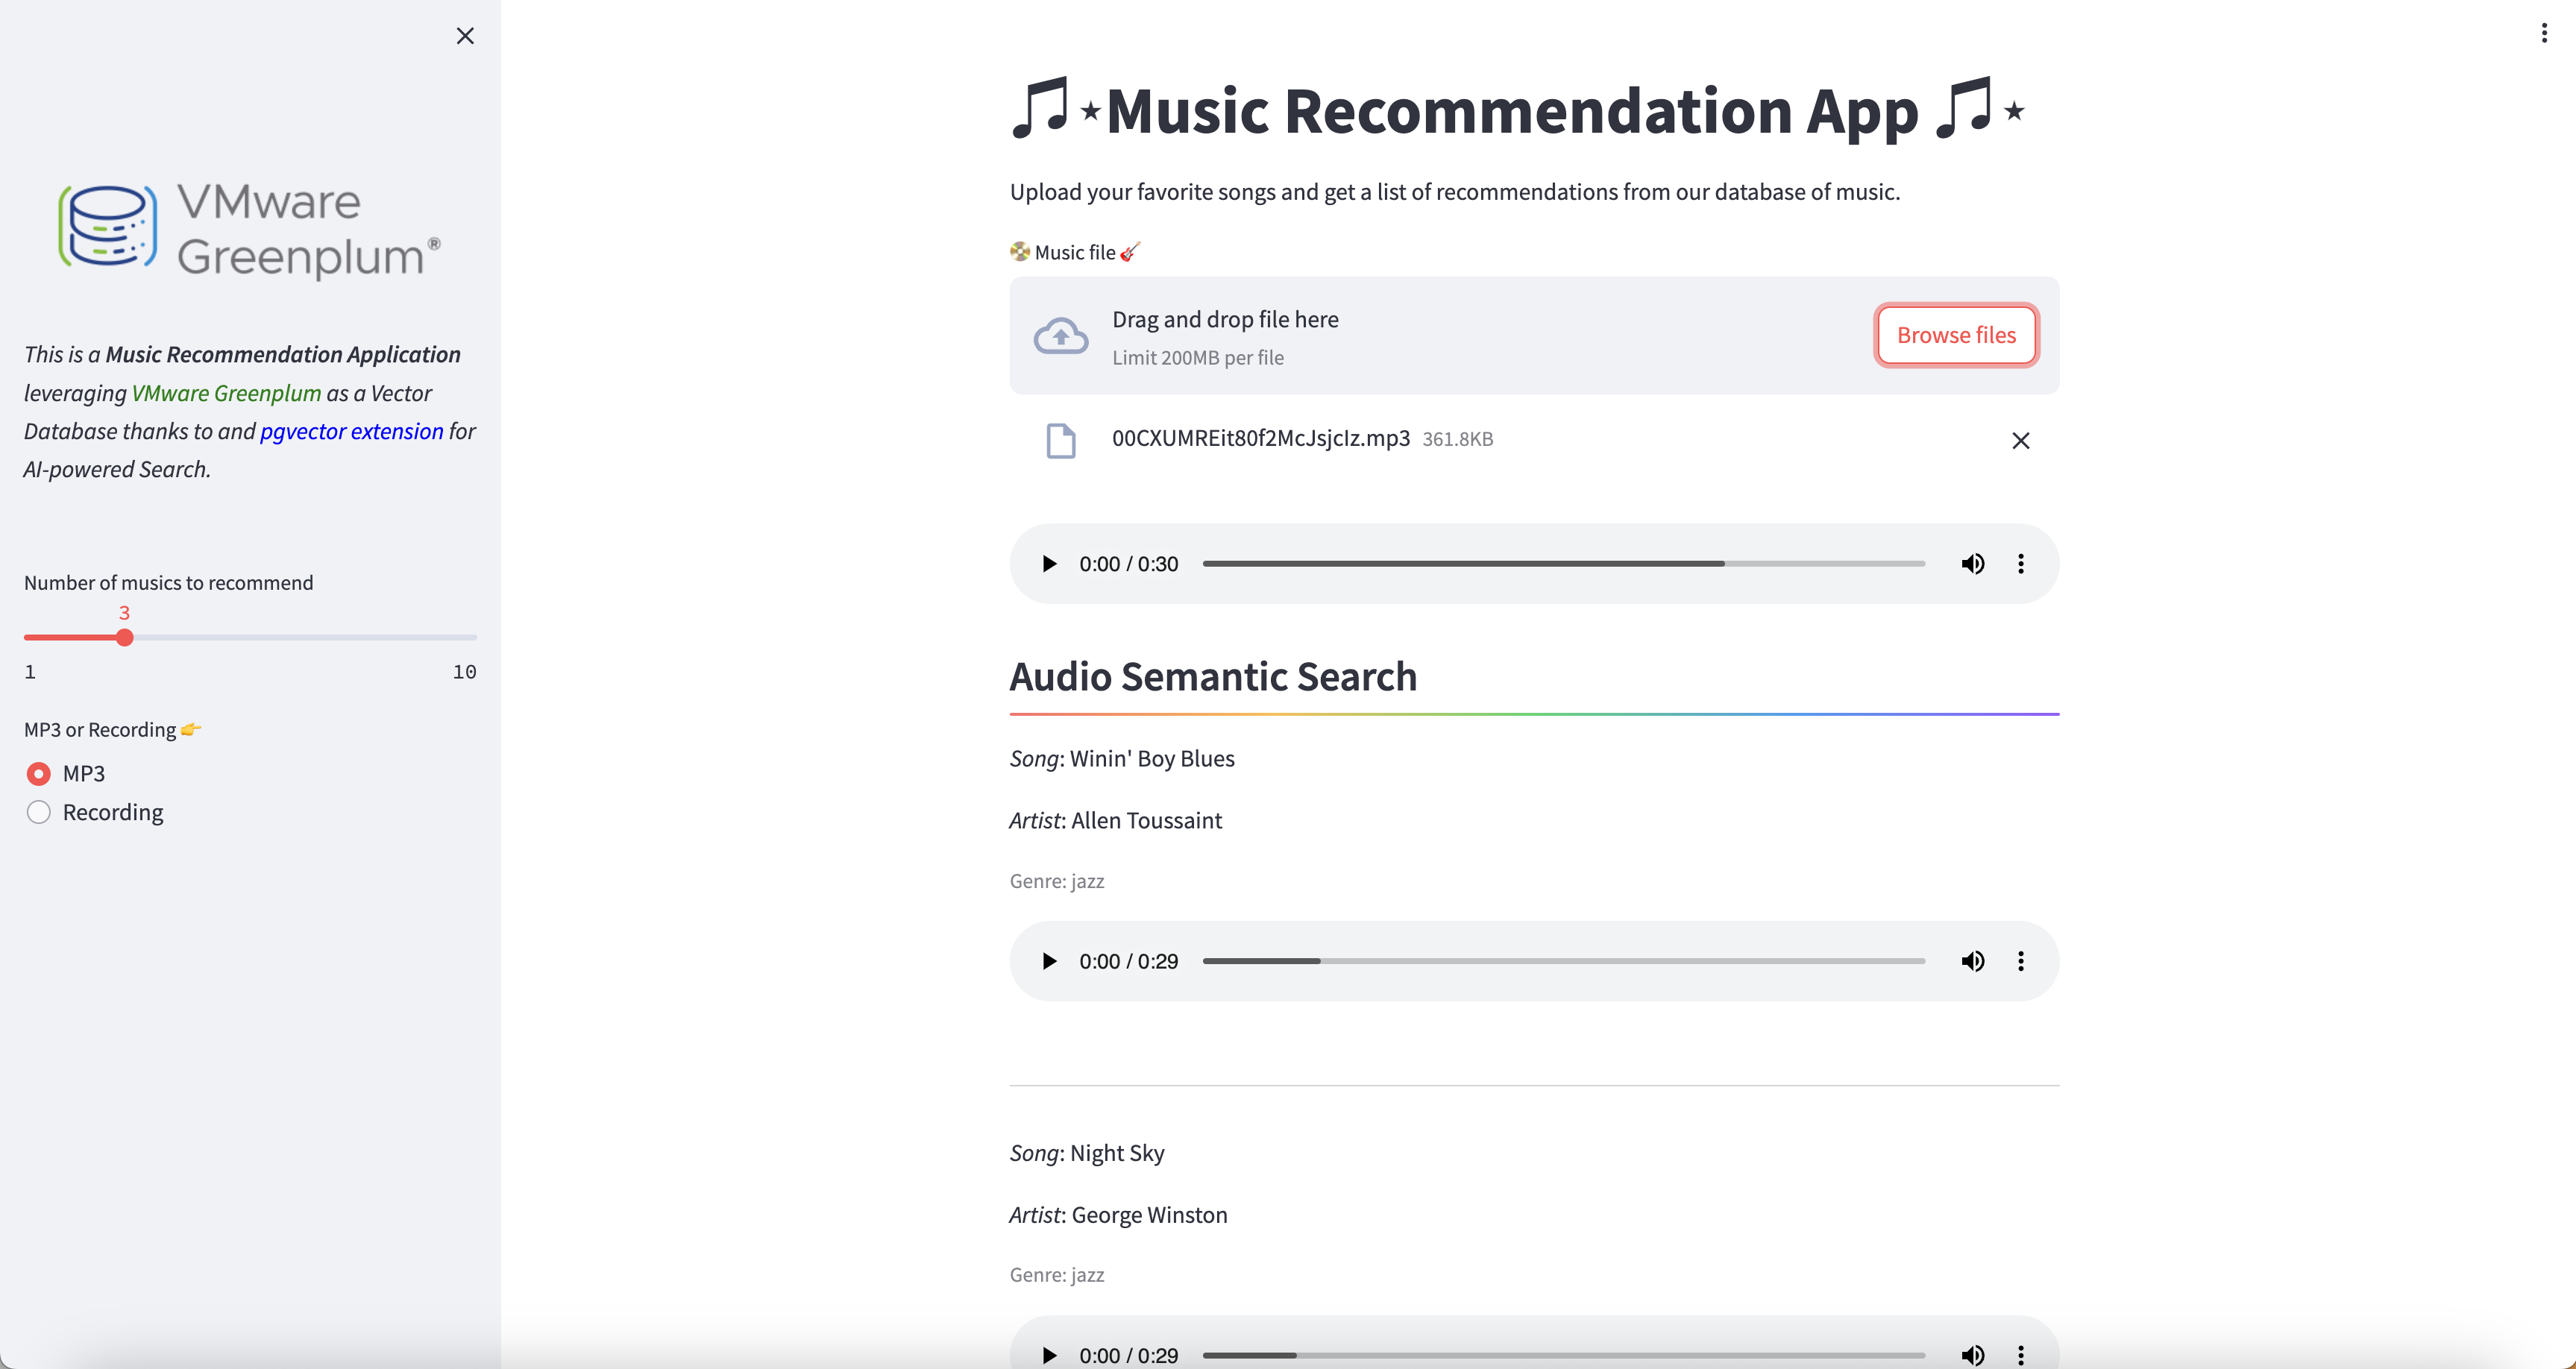 VMware
Greenplum®
This is a Music Recommendation Application
leveraging VMware Greenplum as a Vector
Database thanks to and pgvector extension for
AI-powered Search.
Number of musics to recommend
3
1 10
MP3 or Recording 👉
MP3
Recording
🎵⋆Music Recommendation App 🎵⋆
Upload your favorite songs and get a list of recommendations from our database of music.
📀 Music file 🎸
Drag and drop file here
Limit 200MB per file
Browse files
00CXUMREit80f2McJsjcIz.mp3 361.8KB
0:00 / 0:30
Audio Semantic Search
Song: Winin' Boy Blues
Artist: Allen Toussaint
Genre: jazz
0:00 / 0:29
Song: Night Sky
Artist: George Winston
Genre: jazz
0:00 / 0:29